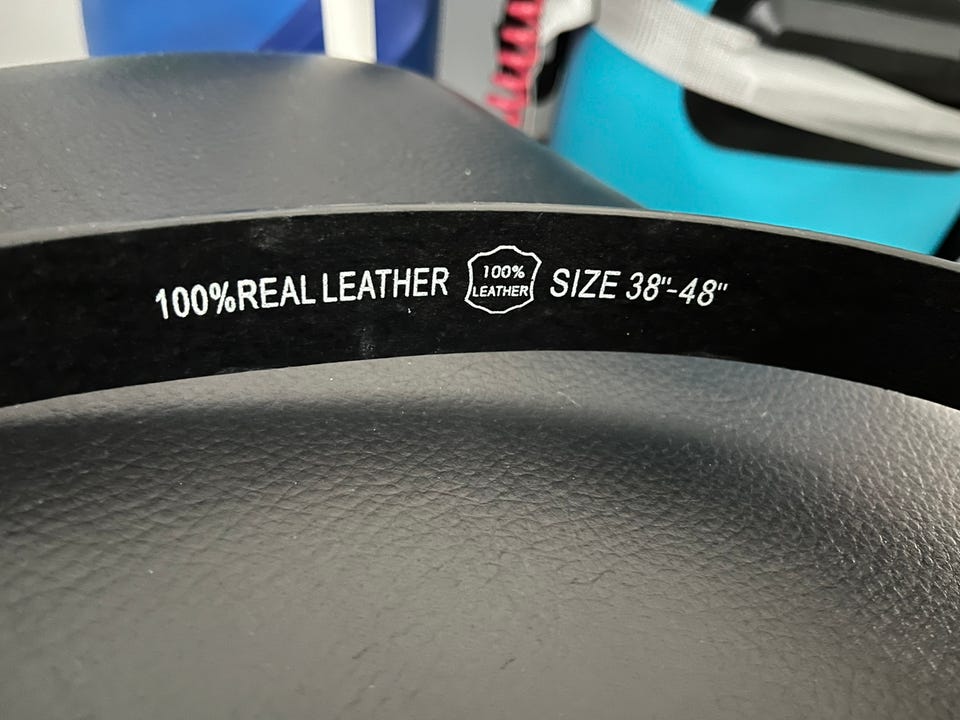 100%REAL LEATHER
100%
LEATHER
SIZE 38"-48"